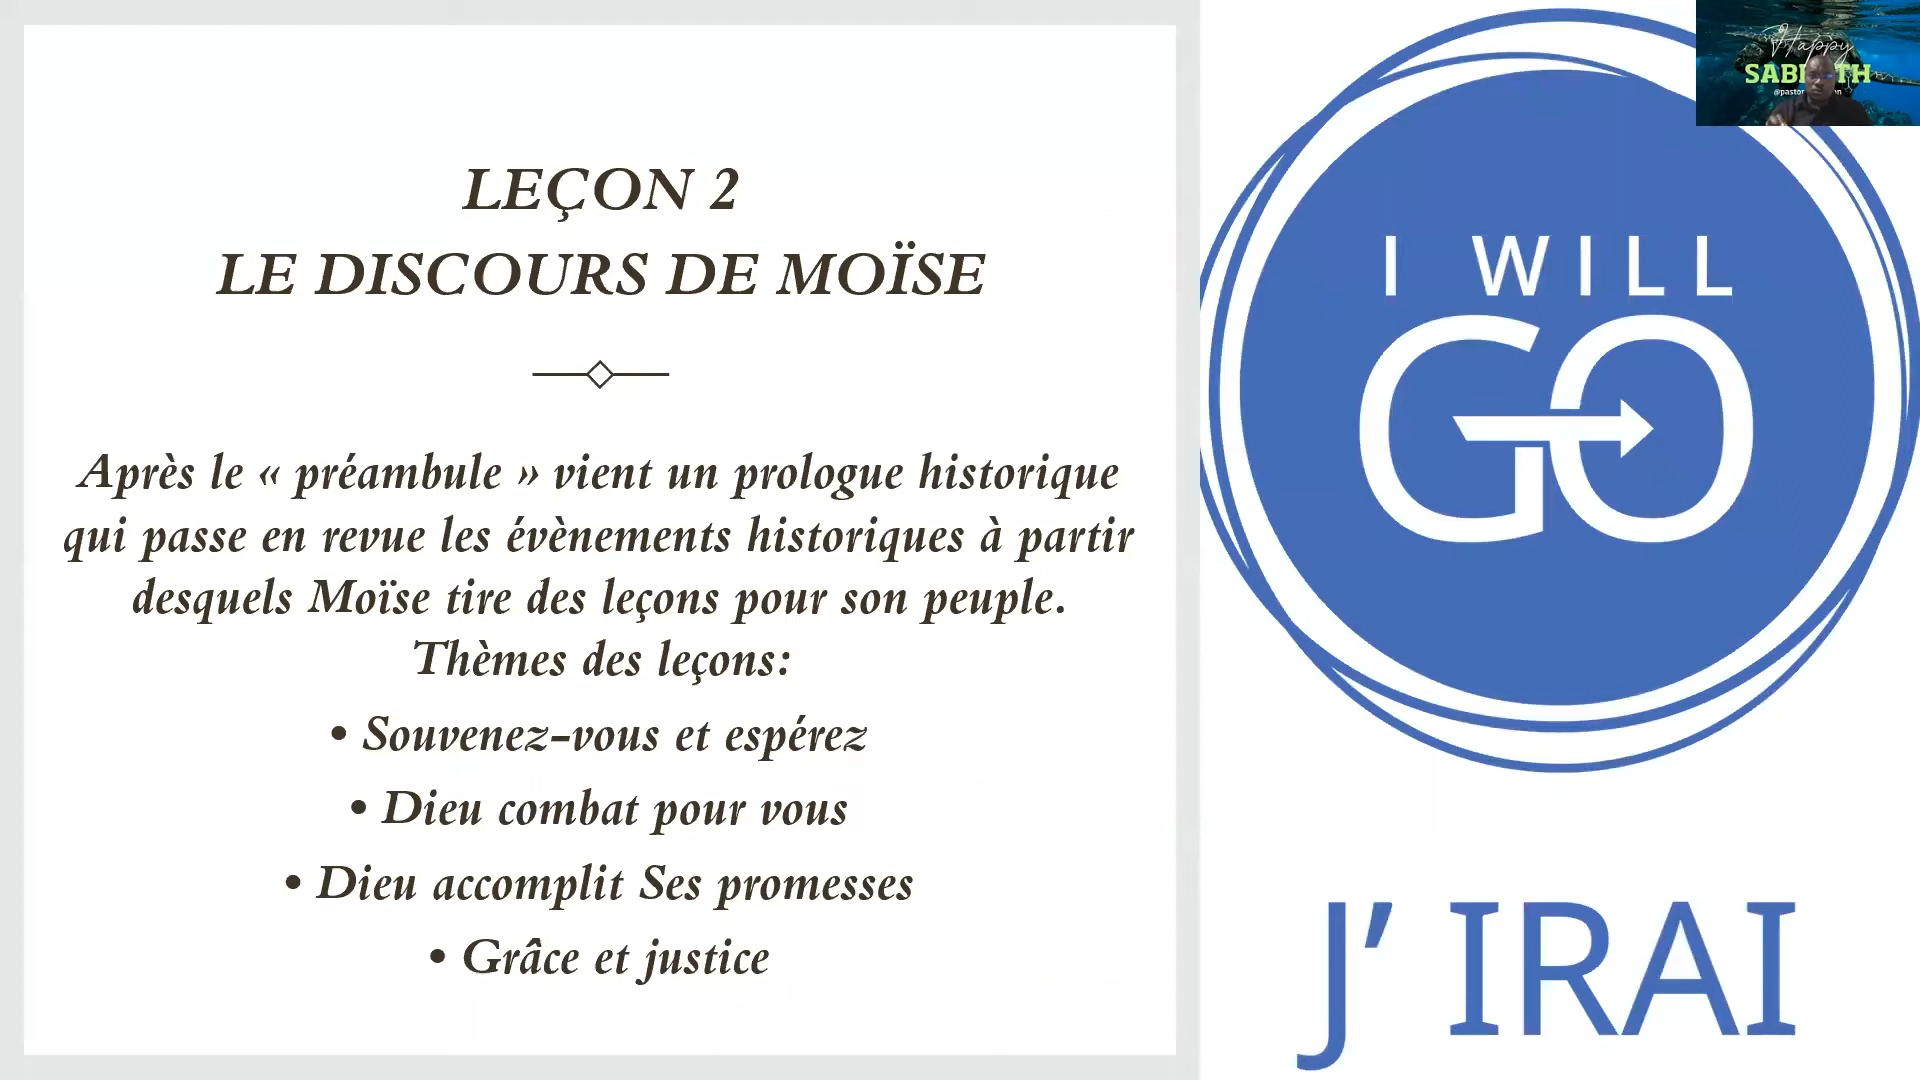 LEÇON 2
LE DISCOURS DE MOÏSE
Après le « préambule » vient un prologue historique
qui passe en revue les évènements historiques à partir
desquels Moïse tire des leçons pour son peuple.
Thèmes des leçons:
• Souvenez-vous et espérez
• Dieu combat pour vous
• Dieu accomplit Ses promesses
• Grâce et justice
I WILL
GO
J’ IRAI
Happy